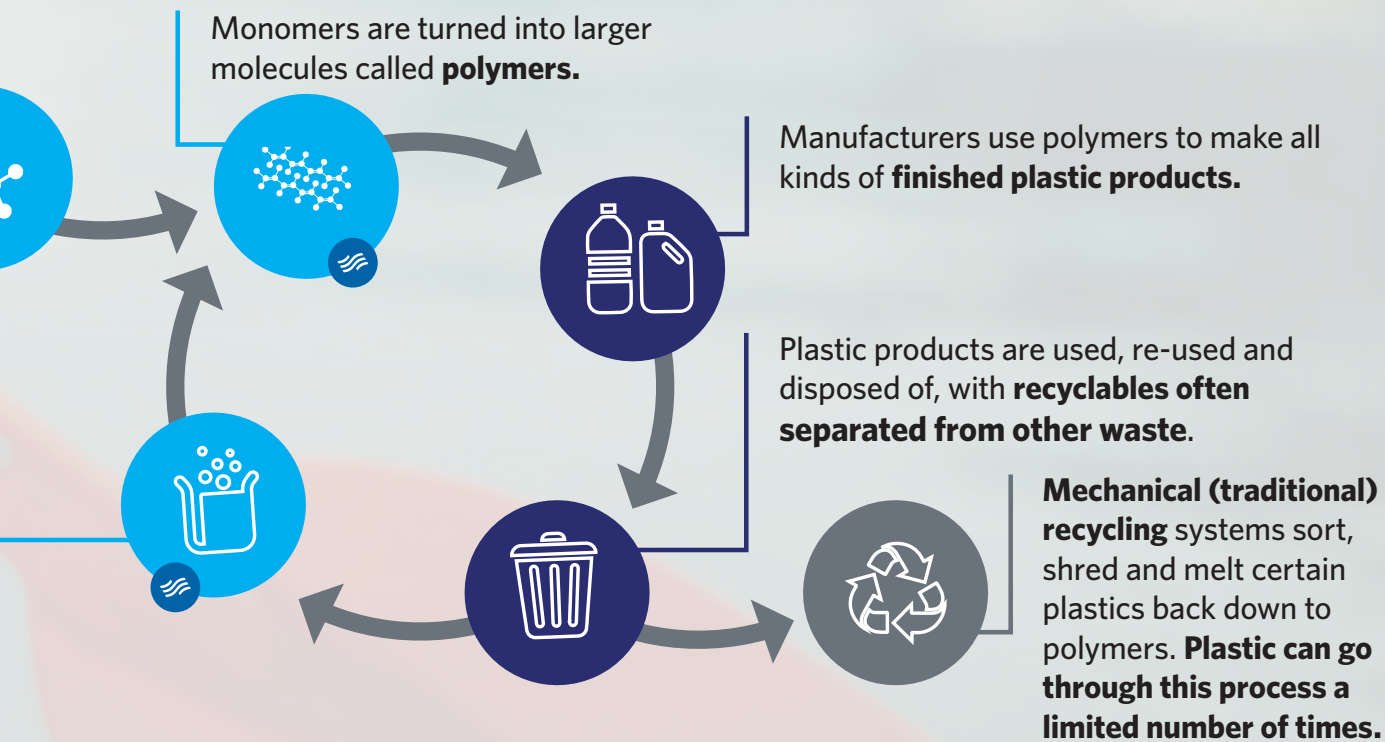 Monomers are turned into larger
molecules called polymers.
Manufacturers use polymers to make all
kinds of finished plastic products.
Plastic products are used, re-used and
disposed of, with recyclables often
separated from other waste.
Mechanical (traditional)
recycling systems sort,
shred and melt certain
plastics back down to
polymers. Plastic can go
through this process a
limited number of times.